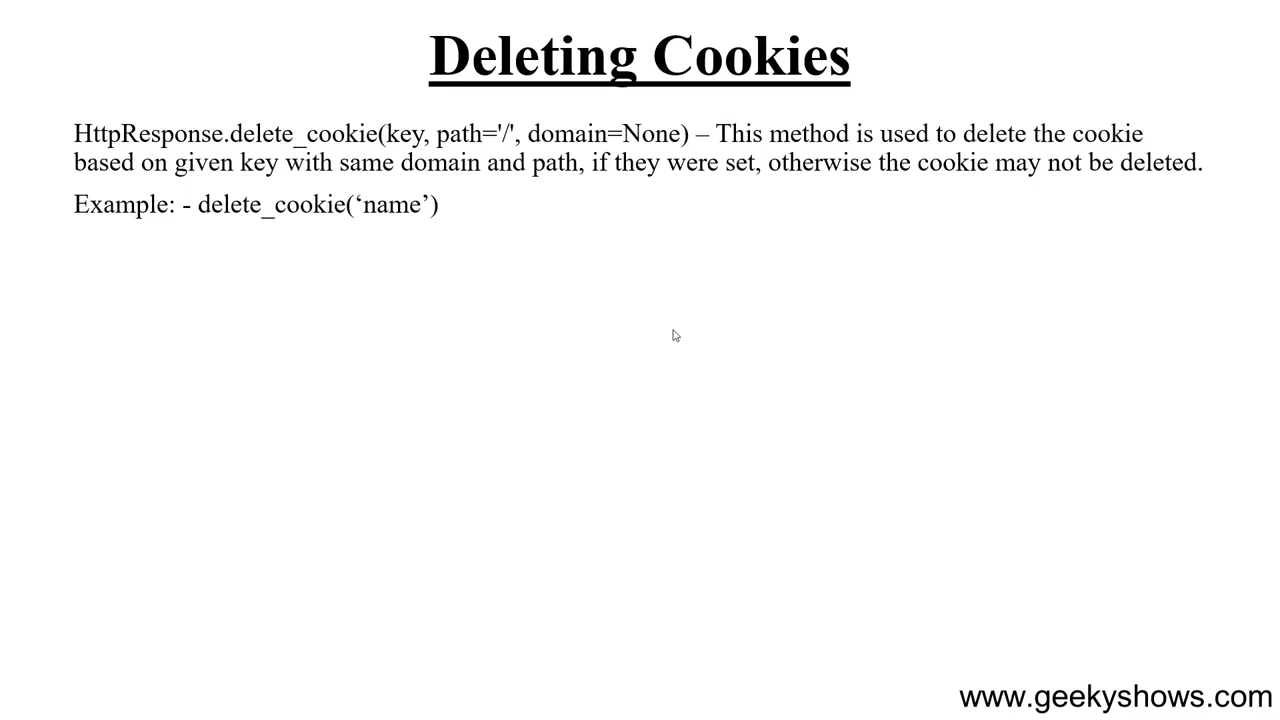 Deleting Cookies
HttpResponse.delete_cookie(key, path='/', domain=None) – This method is used to delete the cookie
based on given key with same domain and path, if they were set, otherwise the cookie may not be deleted.
Example: - delete_cookie(‘name’)
www.geekyshows.com